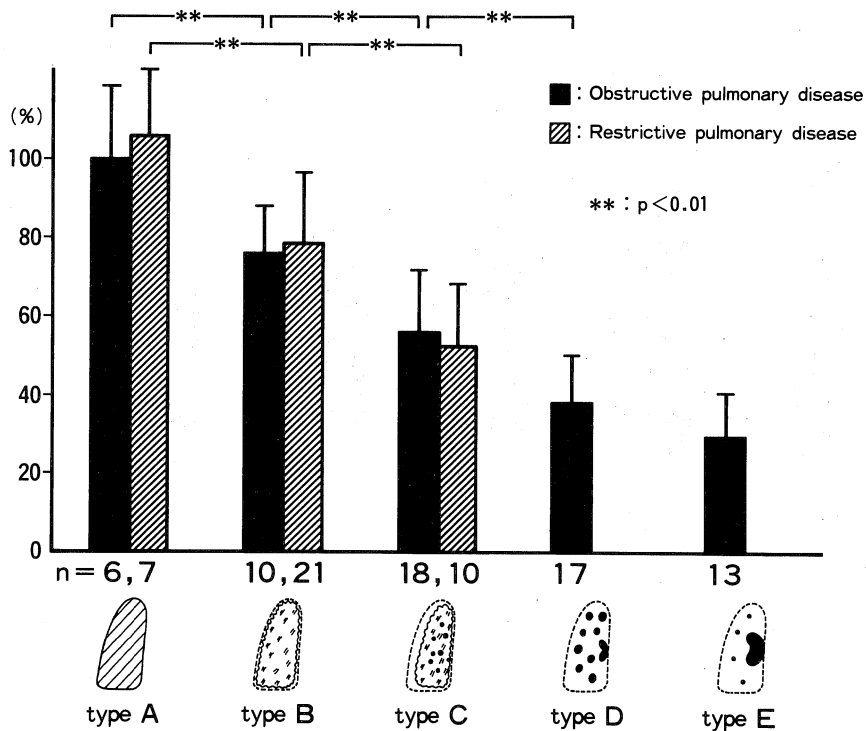 ** ** **
** **
(%)
100
80
60
40
20
0
: Obstructive pulmonary disease
: Restrictive pulmonary disease
** : p<0.01
n=6,7 10,21 18,10 17 13
type A type B type C type D type E